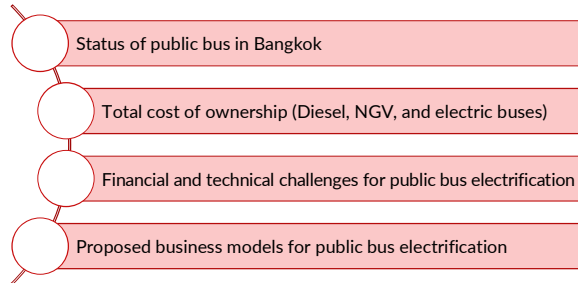 Status of public bus in Bangkok
Total cost of ownership (Diesel, NGV, and electric buses)
Financial and technical challenges for public bus electrification
Proposed business models for public bus electrification